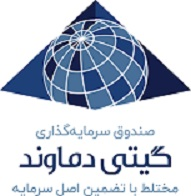 صندوق سرمایه‌گذاری
گیتی دماوند
مختلط با تضمین اصل سرمایه